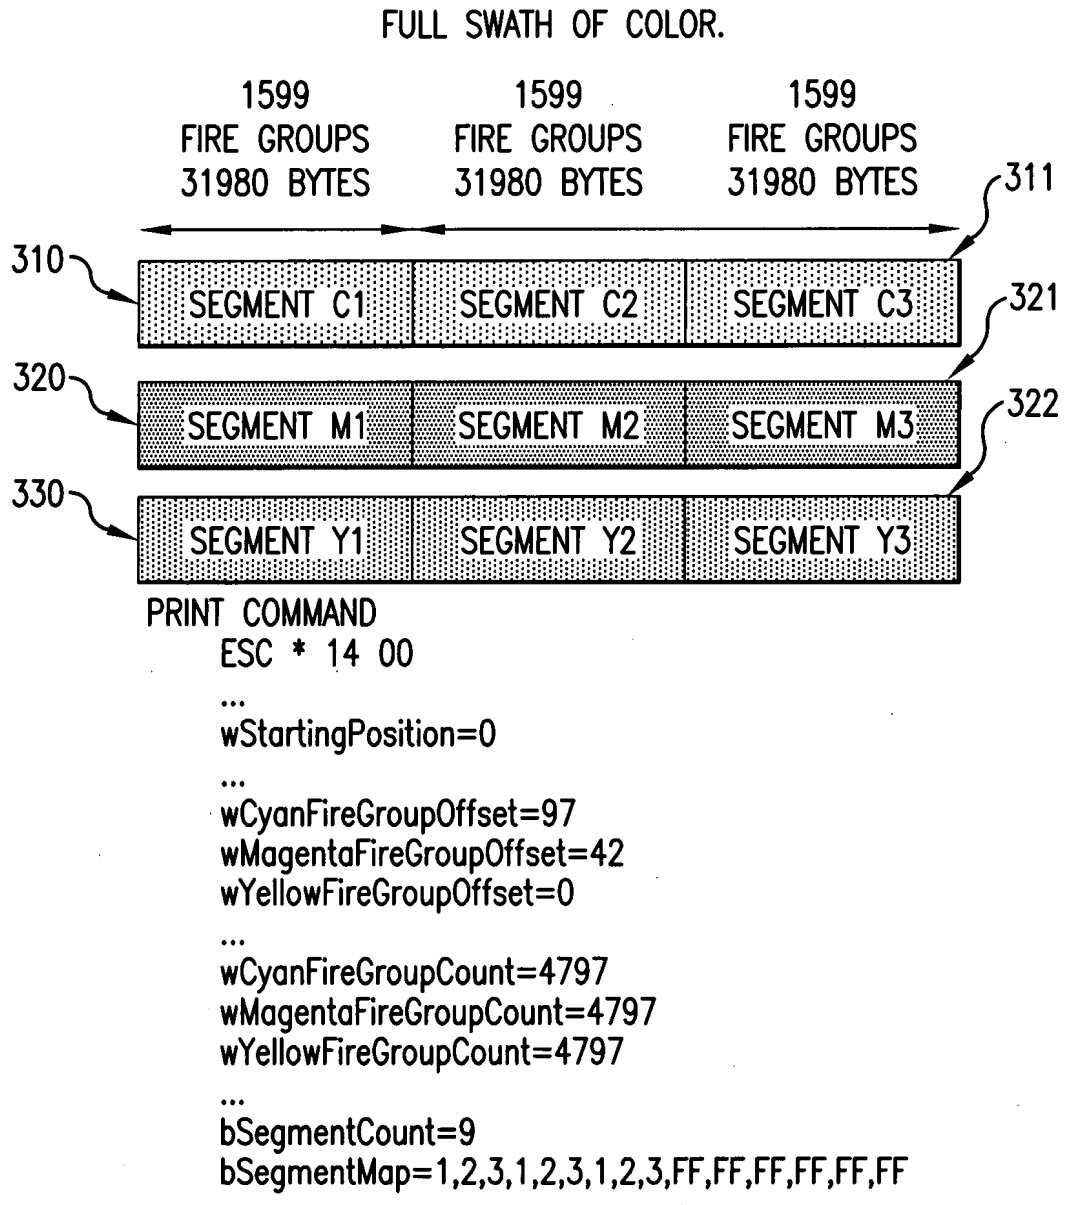 FULL SWATH OF COLOR.
1599 1599 1599
FIRE GROUPS FIRE GROUPS FIRE GROUPS
31980 BYTES 31980 BYTES 31980 BYTES
311
310
SEGMENT C1 SEGMENT C2 SEGMENT C3
321
320
SEGMENT M1 SEGMENT M2 SEGMENT M3
322
330
SEGMENT Y1 SEGMENT Y2 SEGMENT Y3
PRINT COMMAND
ESC * 14 00
...
wStartingPosition=0
...
wCyanFireGroupOffset=97
wMagentaFireGroupOffset=42
wYellowFireGroupOffset=0
...
wCyanFireGroupCount=4797
wMagentaFireGroupCount=4797
wYellowFireGroupCount=4797
...
bSegmentCount=9
bSegmentMap=1,2,3,1,2,3,1,2,3,FF,FF,FF,FF,FF,FF